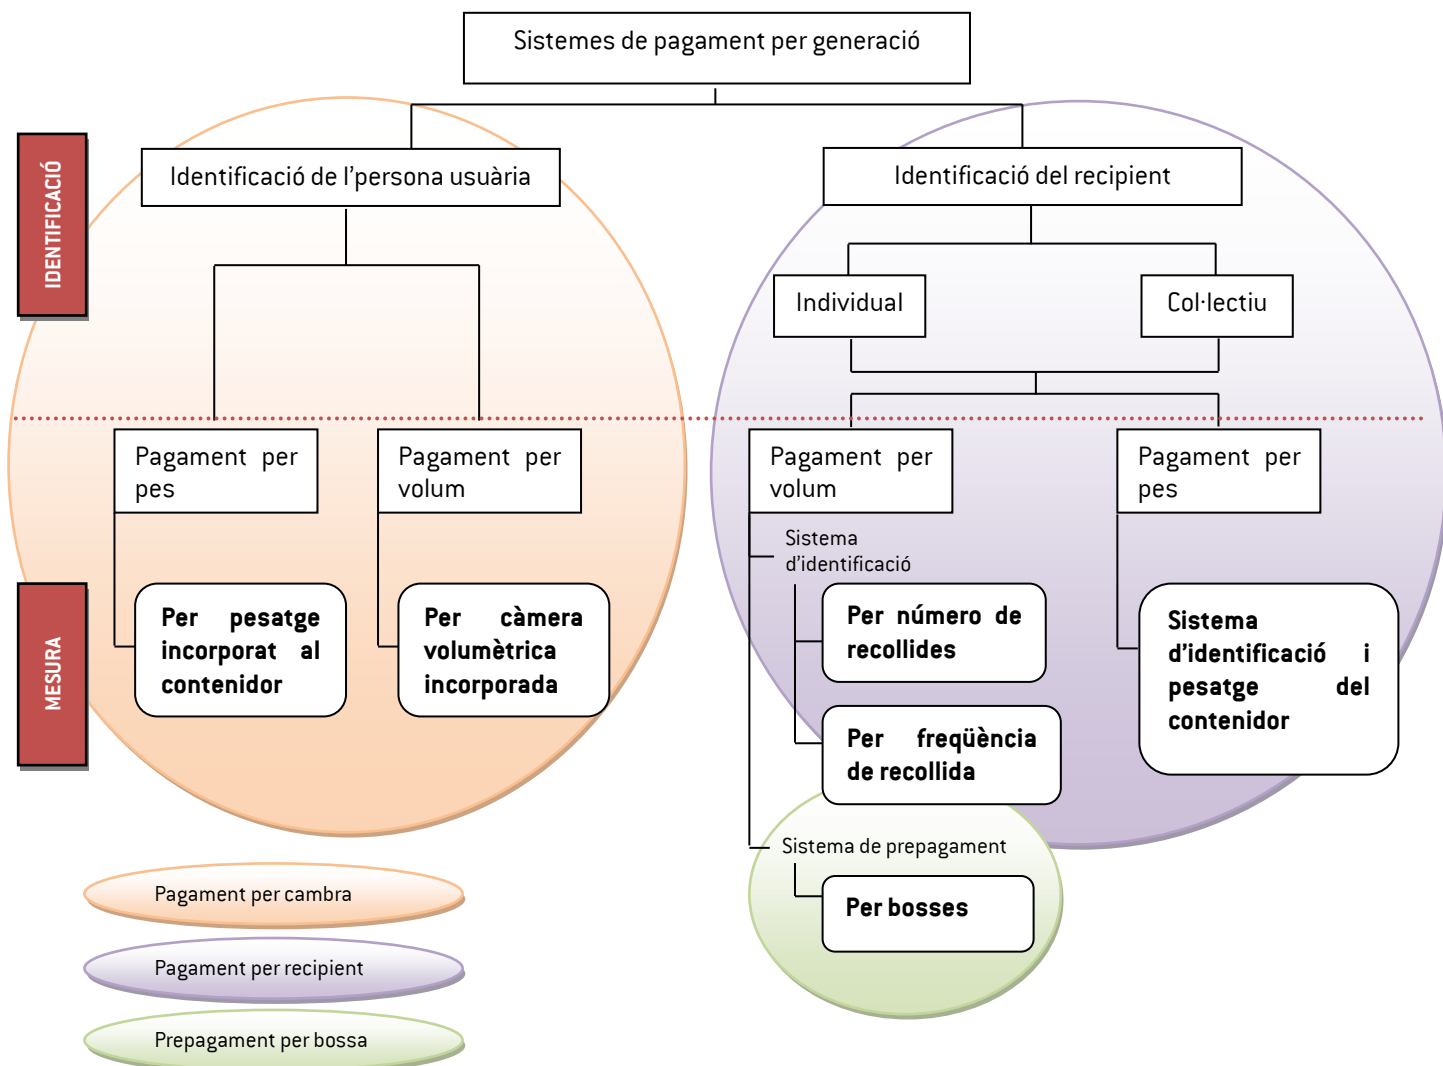 Sistemes de pagament per generació
IDENTIFICACIÓ
Identificació de l’persona usuària
Identificació del recipient
Individual
Col·lectiu
Pagament per
pes
Pagament per
volum
Pagament per
volum
Pagament per
pes
Sistema
d’identificació
MESURA
Per pesatge
incorporat al
contenidor
Per càmera
volumètrica
incorporada
Per número de
recollides
Sistema
d’identificació i
pesatge del
contenidor
Per freqüència
de recollida
Sistema de prepagament
Per bosses
Pagament per cambra
Pagament per recipient
Prepagament per bossa